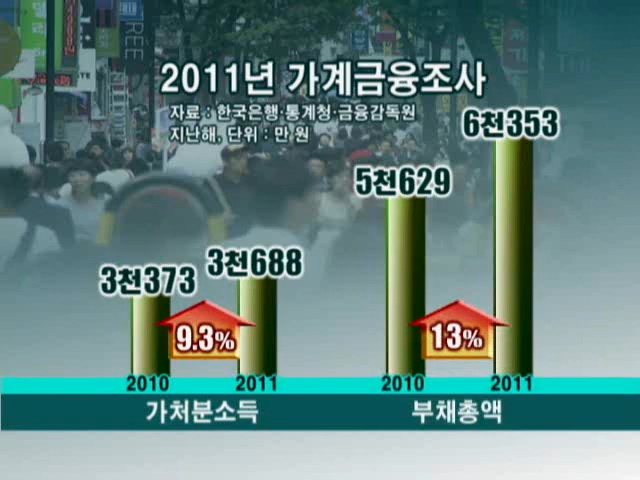 2011년 가계금융조사
자료 : 한국은행·통계청·금융감독원
지난해, 단위 : 만 원
6천353
5천629
3천688
3천373
9.3%
13%
2010 2011 2010 2011
가처분소득 부채총액